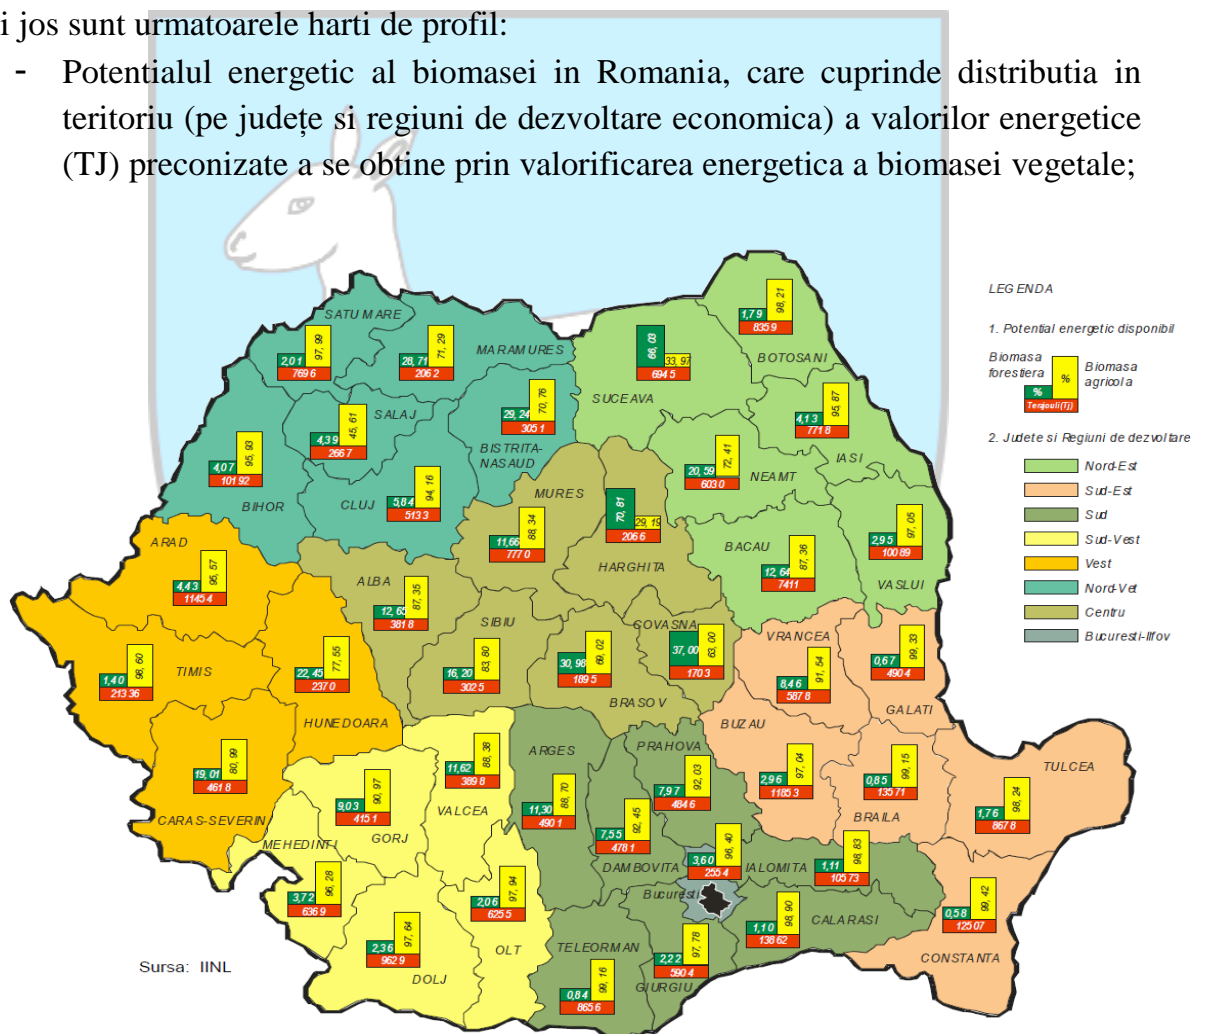 i jos sunt urmatoarele harti de profil:
- Potentialul energetic al biomasei in Romania, care cuprinde distributia in
teritoriu (pe județe si regiuni de dezvoltare economica) a valorilor energetice
(TJ) preconizate a se obtine prin valorificarea energetica a biomasei vegetale;
LEGENDA
1. Potential energetic disponibil
Biomasa forestiera
%
%
Biomasa agricola
Terajouli(Tj)
2. Judete si Regiuni de dezvoltare
Nord-Est
Sud-Est
Sud
Sud-Vest
Vest
Nord-Vet
Centru
Bucuresti-Ilfov
SATU MARE
2,01 97,99
7696
MARAMURES
28,71 71,29
2062
BOTOSANI
1,79 98,21
8359
SUCEAVA
66,03 33,97
6945
SALAJ
4,39 45,61
2667
BISTRITA-
NASAUD
29,24 70,76
3051
IASI
4,13 95,87
7718
BIHOR
4,07 95,93
10192
CLUJ
5,84 94,16
5133
MURES
11,66 88,34
7770
HARGHITA
70,81 29,19
2066
NEAMT
20,59 72,41
6030
BACAU
12,64 87,36
7411
VASLUI
2,95 97,05
10089
ARAD
4,43 95,57
11454
ALBA
12,65 87,35
3818
SIBIU
16,20 83,80
3025
BRASOV
30,98 69,02
1895
COVASNA
37,00 63,00
1703
VRANCEA
8,46 91,54
5878
GALATI
0,67 99,33
4904
TIMIS
1,40 98,60
21336
HUNEDOARA
22,45 77,55
2370
CARAS-SEVERIN
19,01 80,99
4618
GORJ
9,03 90,97
4151
VALCEA
11,62 88,38
3898
ARGES
11,30 88,70
4901
PRAHOVA
7,97 92,03
4846
DAMBOVITA
7,55 92,45
4781
BUZAU
2,96 97,04
11853
BRAILA
0,85 99,15
13571
TULCEA
1,76 98,24
8678
MEHEDINTI
3,72 96,28
6369
DOLJ
2,36 97,64
9629
OLT
2,06 97,94
6255
TELEORMAN
0,84 99,16
8656
GIURGIU
2,22 97,78
5904
Bucuresti
3,60 96,40
2554
IALOMITA
1,11 98,83
10573
CALARASI
1,10 98,90
13862
CONSTANTA
0,58 99,42
12507
Sursa: IINL